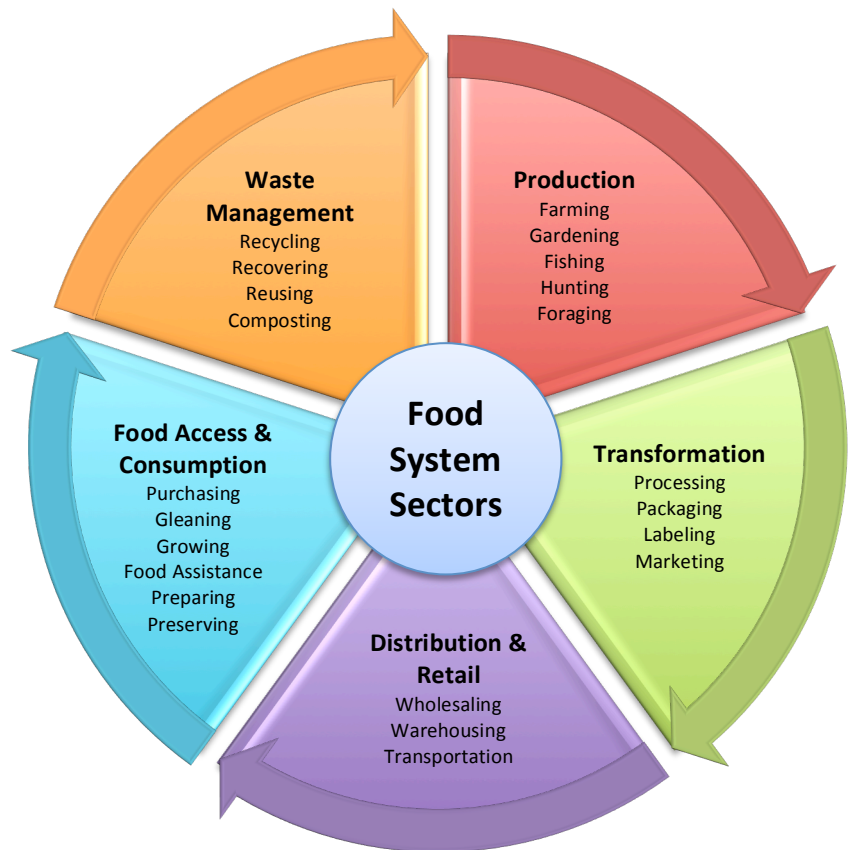 Waste
Management
Recycling
Recovering
Reusing
Composting
Production
Farming
Gardening
Fishing
Hunting
Foraging
Food
System
Sectors
Food Access &
Consumption
Purchasing
Gleaning
Growing
Food Assistance
Preparing
Preserving
Transformation
Processing
Packaging
Labeling
Marketing
Distribution &
Retail
Wholesaling
Warehousing
Transportation